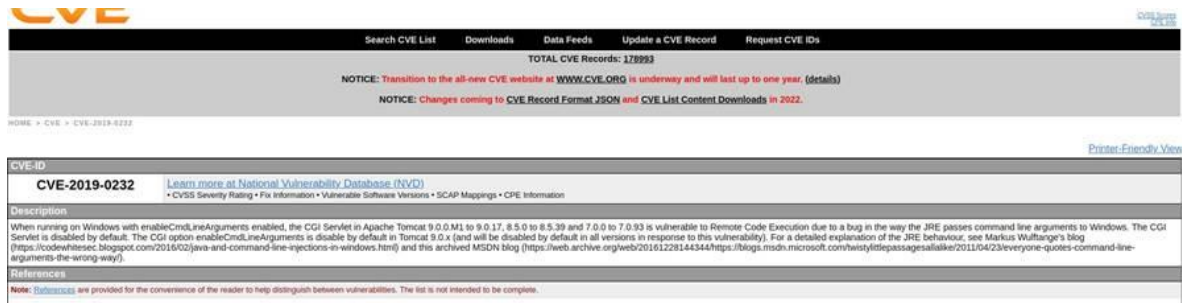 CVE
CVSS Scores
CPE Info
Search CVE List Downloads Data Feeds Update a CVE Record Request CVE IDs
TOTAL CVE Records: 178993
NOTICE: Transition to the all-new CVE website at WWW.CVE.ORG is underway and will last up to one year. (details)
NOTICE: Changes coming to CVE Record Format JSON and CVE List Content Downloads in 2022.
HOME > CVE > CVE-2019-0232
Printer-Friendly View
CVE-ID
CVE-2019-0232
Learn more at National Vulnerability Database (NVD)
• CVSS Severity Rating • Fix Information • Vulnerable Software Versions • SCAP Mappings • CPE Information
Description
When running on Windows with enableCmdLineArguments enabled, the CGI Servlet in Apache Tomcat 9.0.0.M1 to 9.0.17, 8.5.0 to 8.5.39 and 7.0.0 to 7.0.93 is vulnerable to Remote Code Execution due to a bug in the way the JRE passes command line arguments to Windows. The CGI
Servlet is disabled by default. The CGI option enableCmdLineArguments is disable by default in Tomcat 9.0.x (and will be disabled by default in all versions in response to this vulnerability). For a detailed explanation of the JRE behaviour, see Markus Wulftange's blog
(https://codewhitesec.blogspot.com/2016/02/java-and-command-line-injections-in-windows.html) and this archived MSDN blog (https://web.archive.org/web/20161228144344/https://blogs.msdn.microsoft.com/twistylittlepassagesallalike/2011/04/23/everyone-quotes-command-line-
arguments-the-wrong-way/).
References
Note: References are provided for the convenience of the reader to help distinguish between vulnerabilities. The list is not intended to be complete.